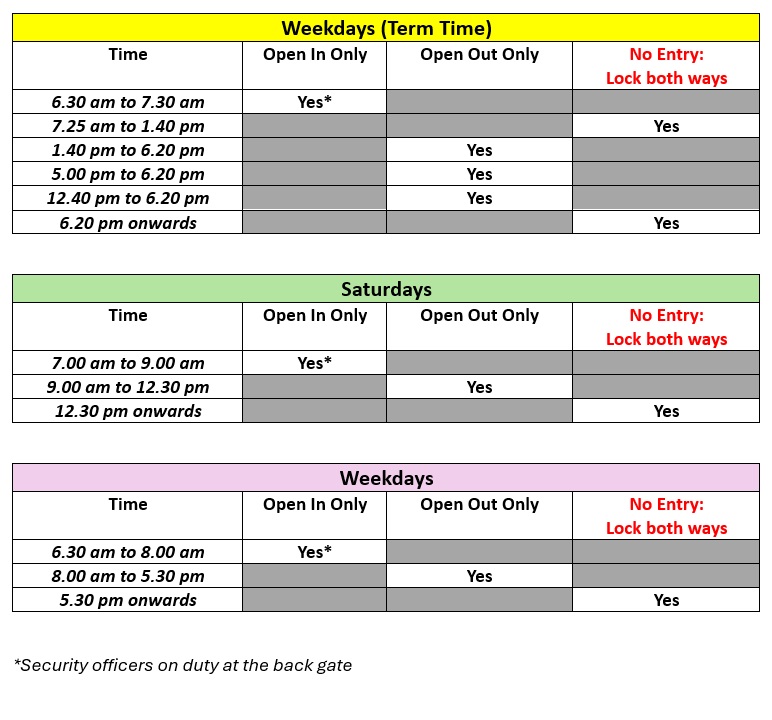 Weekdays (Term Time)
Time Open In Only Open Out Only No Entry:
Lock both ways
6.30 am to 7.30 am Yes*
7.25 am to 1.40 pm Yes
1.40 pm to 6.20 pm Yes
5.00 pm to 6.20 pm Yes
12.40 pm to 6.20 pm Yes
6.20 pm onwards Yes
Saturdays
Time Open In Only Open Out Only No Entry:
Lock both ways
7.00 am to 9.00 am Yes*
9.00 am to 12.30 pm Yes
12.30 pm onwards Yes
Weekdays
Time Open In Only Open Out Only No Entry:
Lock both ways
6.30 am to 8.00 am Yes*
8.00 am to 5.30 pm Yes
5.30 pm onwards Yes
*Security officers on duty at the back gate